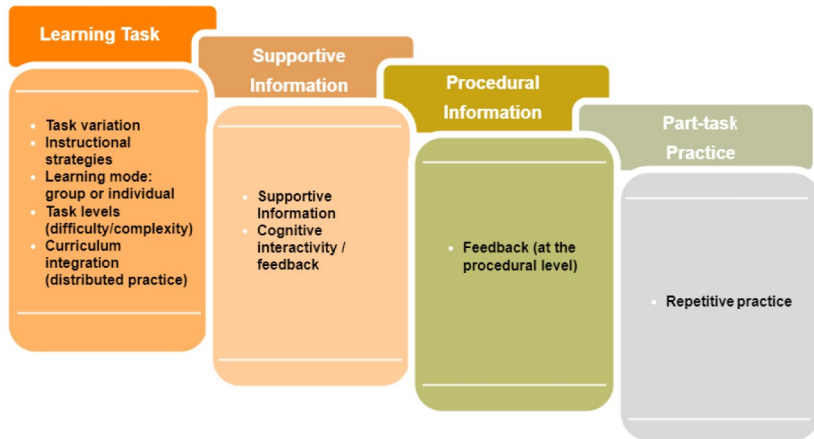 Learning Task
• Task variation
• Instructional
strategies
• Learning mode:
group or individual
• Task levels
(difficulty/complexity)
• Curriculum
integration
(distributed practice)
Supportive
Information
• Supportive
Information
• Cognitive
interactivity /
feedback
Procedural
Information
• Feedback (at the
procedural level)
Part-task
Practice
• Repetitive practice